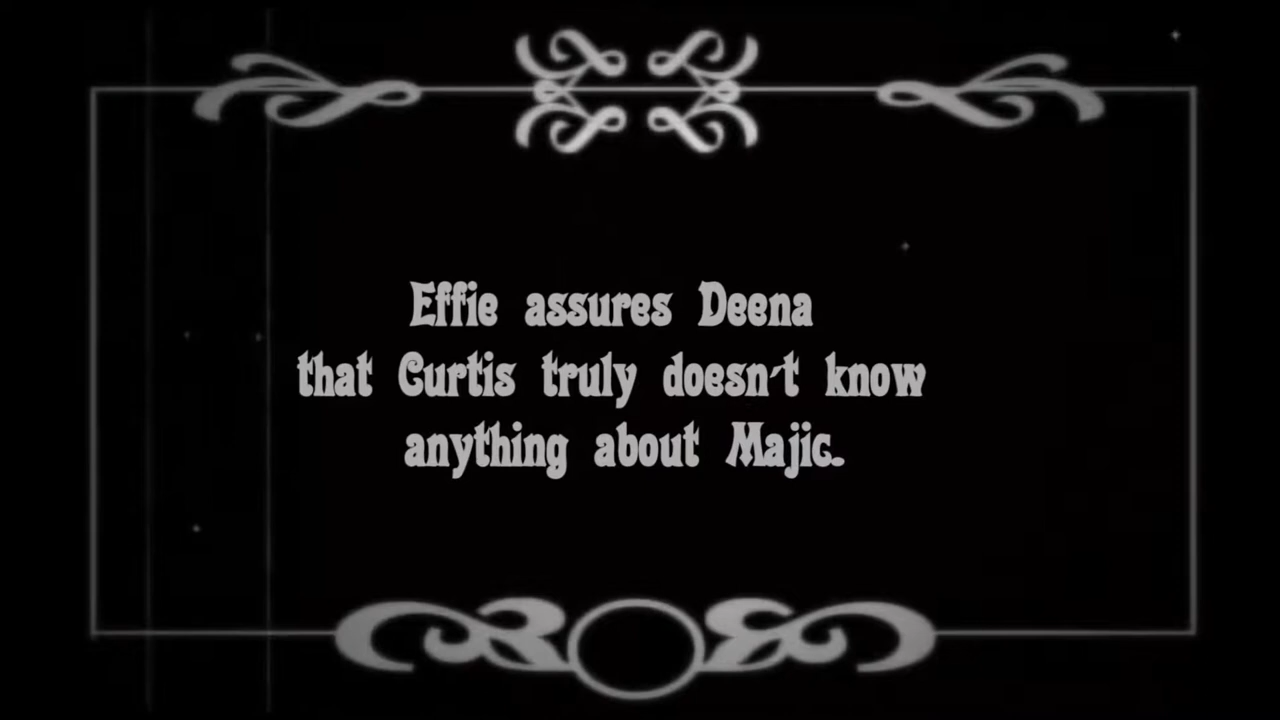 Effie assures Deena
that Curtis truly doesn't know
anything about Majic.